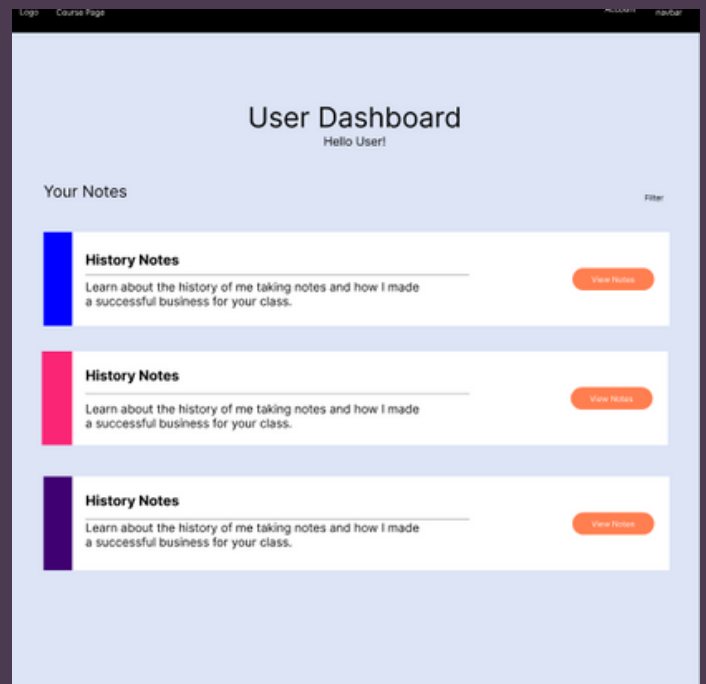 Logo Course Page Account navbar
User Dashboard
Hello User!
Your Notes
Filter
History Notes
Learn about the history of me taking notes and how I made
a successful business for your class.
View Notes
History Notes
Learn about the history of me taking notes and how I made
a successful business for your class.
View Notes
History Notes
Learn about the history of me taking notes and how I made
a successful business for your class.
View Notes